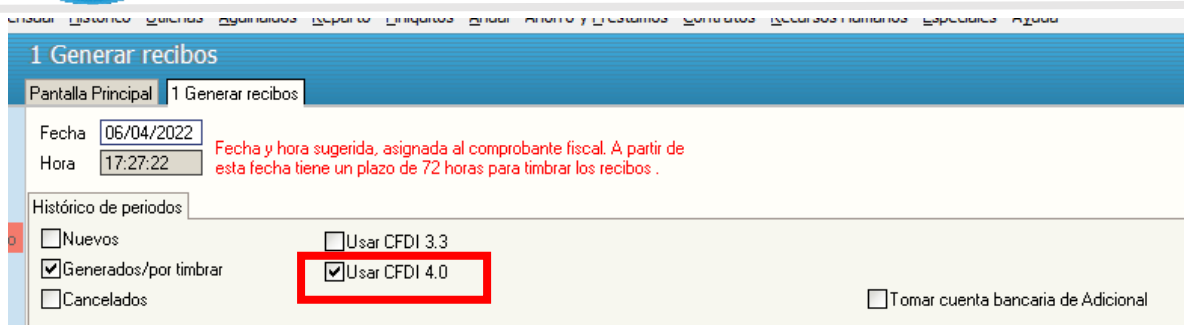 1 Generar recibos
Pantalla Principal 1 Generar recibos
Fecha 06/04/2022
Fecha y hora sugerida, asignada al comprobante fiscal. A partir de
Hora 17:27:22
esta fecha tiene un plazo de 72 horas para timbrar los recibos .
Histórico de periodos
Nuevos Usar CFDI 3.3
Generados/por timbrar Usar CFDI 4.0
Cancelados Tomar cuenta bancaria de Adicional